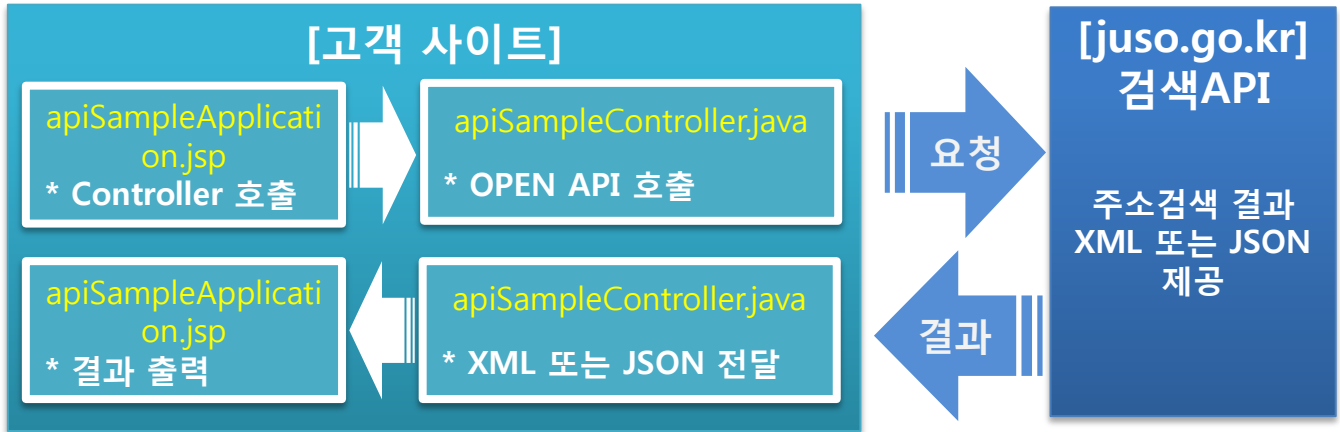 [고객 사이트]
apiSampleApplicati
on.jsp
* Controller 호출
apiSampleController.java
* OPEN API 호출
요청
[juso.go.kr]
검색API
주소검색 결과
XML 또는 JSON
제공
apiSampleApplicati
on.jsp
* 결과 출력
apiSampleController.java
* XML 또는 JSON 전달
결과